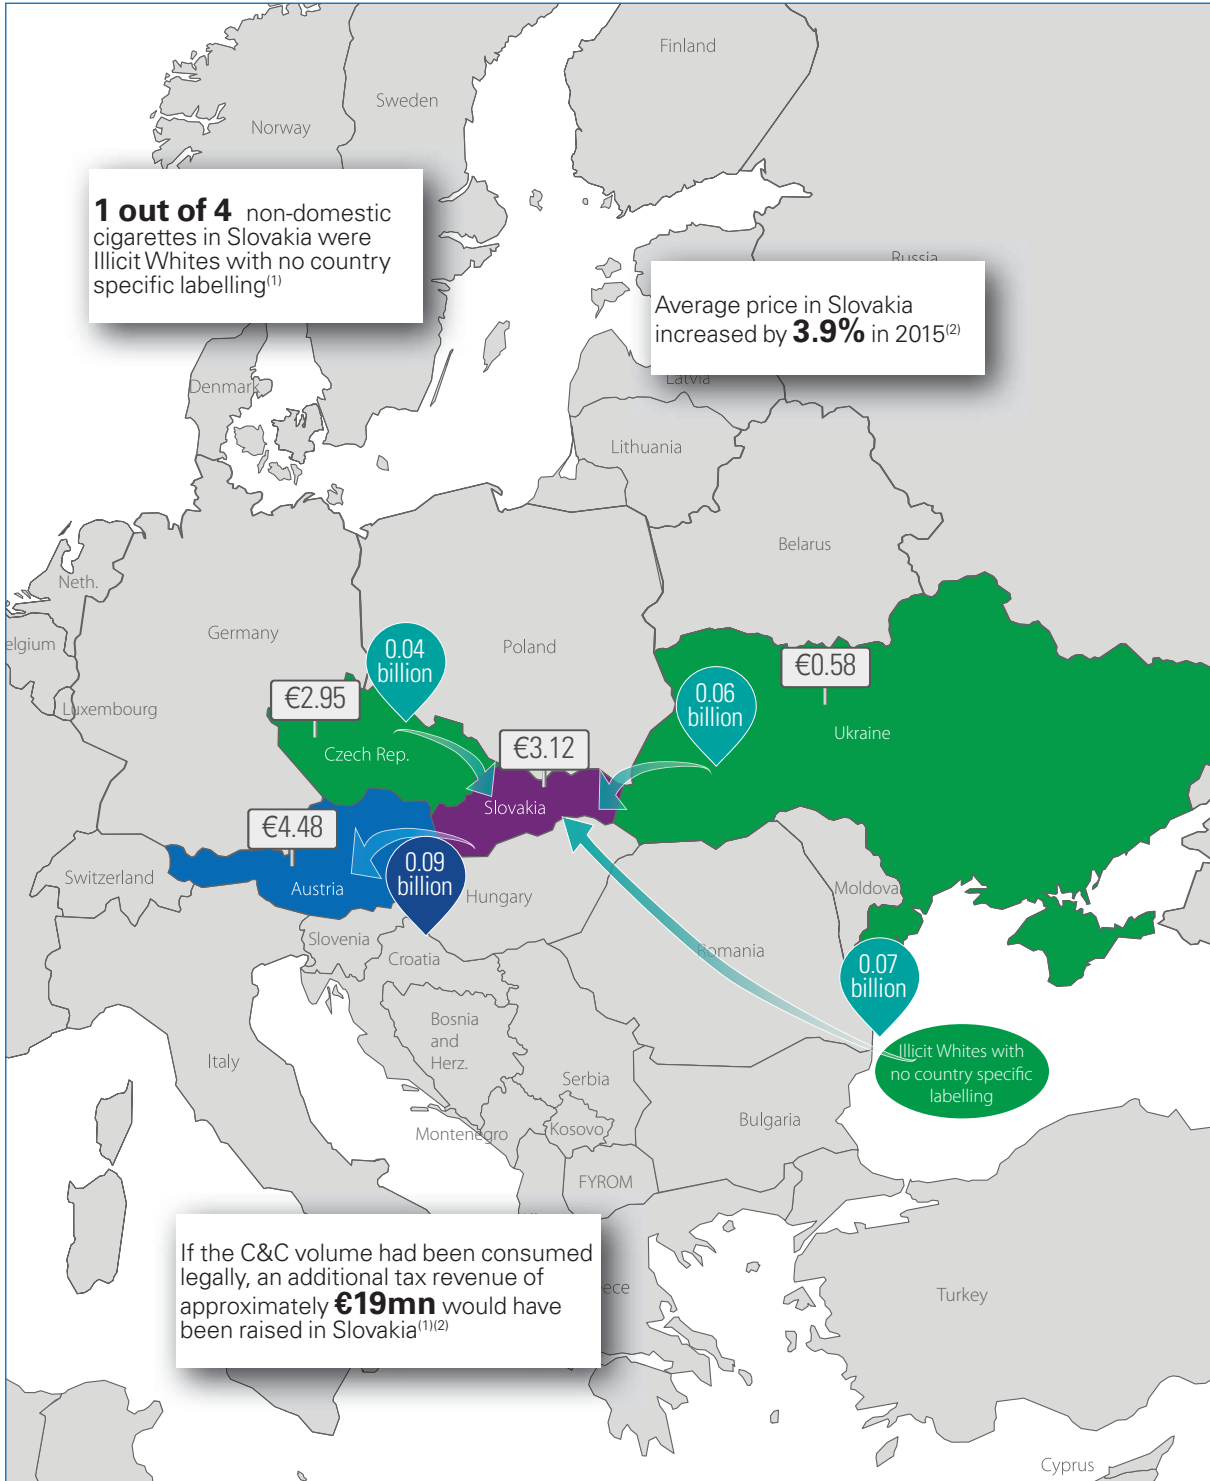 Finland
Sweden
Norway
1 out of 4 non-domestic
cigarettes in Slovakia were
Illicit Whites with no country
specific labelling(1)
Russia
Average price in Slovakia
increased by 3.9% in 2015(2)
Denmark
Latvia
Lithuania
Belarus
Neth.
Germany
elgium
Poland
0.04
billion
€0.58
€2.95
0.06
billion
Luxembourg
Ukraine
€3.12
Czech Rep.
Slovakia
€4.48
0.09
billion
Switzerland
Austria
Hungary
Moldova
Slovenia
Croatia
Romania
0.07
billion
Bosnia
and
Herz.
Italy
Illicit Whites with
no country specific
labelling
Serbia
Bulgaria
Montenegro
Kosovo
FYROM
If the C&C volume had been consumed
legally, an additional tax revenue of
approximately €19mn would have
been raised in Slovakia(1)(2)
ece
Turkey
Cyprus